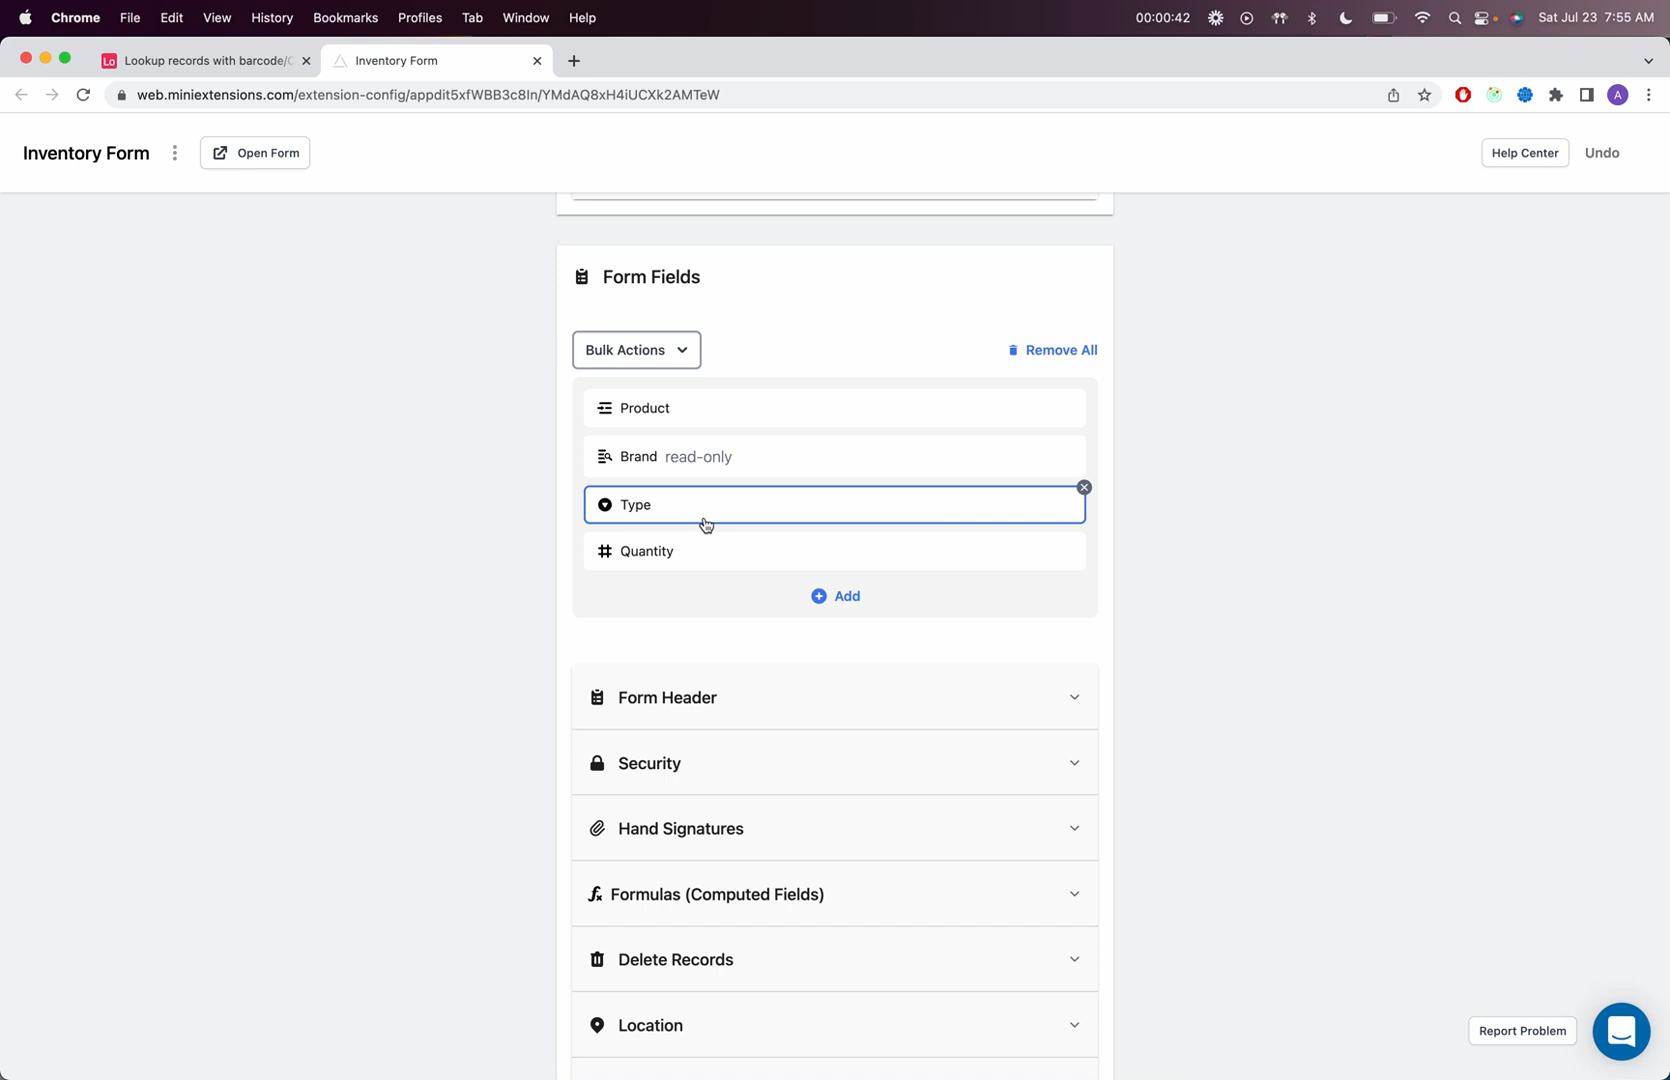 Chrome File Edit View History Bookmarks Profiles Tab Window Help 00:00:42 Sat Jul 23 7:55 AM
Lo Lookup records with barcode/ Inventory Form
web.miniextensions.com/extension-config/appdit5xfWBB3c8In/YMdAQ8xH4iUCXk2AMTeW A
Inventory Form Open Form Help Center Undo
Form Fields
Bulk Actions Remove All
Product
Brand read-only
Type
Quantity
Add
Form Header
Security
Hand Signatures
fx Formulas (Computed Fields)
Delete Records
Location
Report Problem